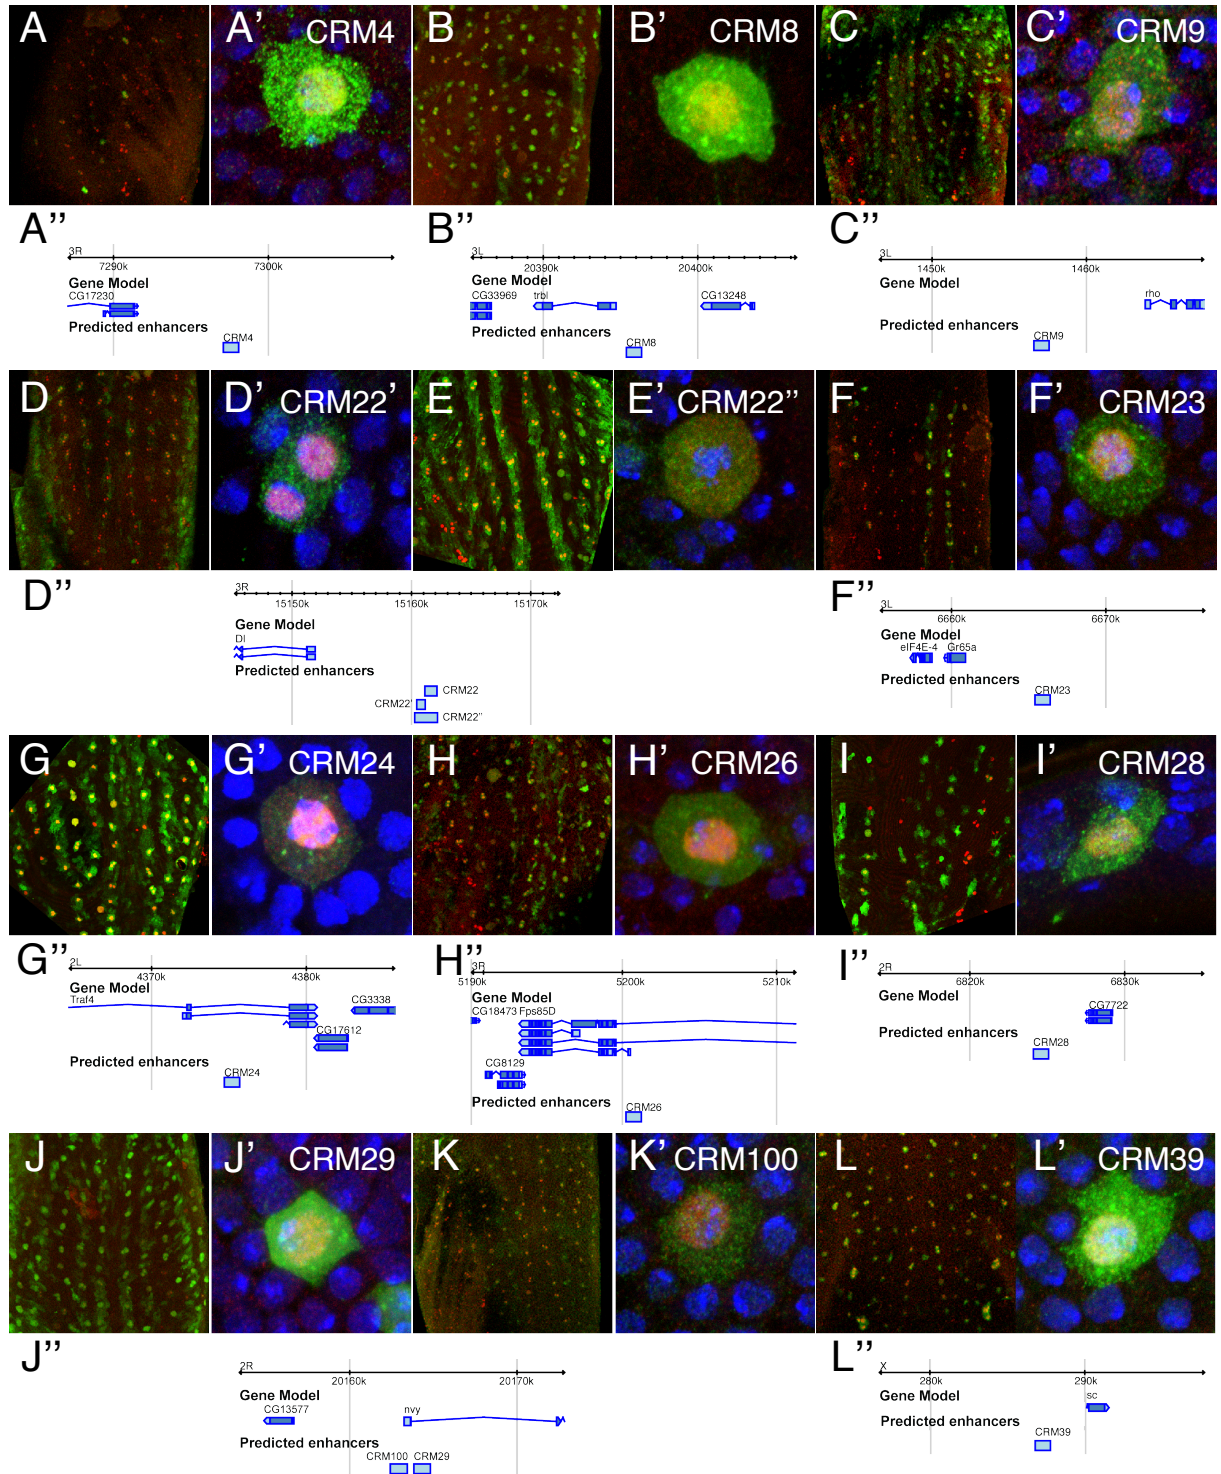 A A' CRM4 B B' CRM8 C C' CRM9
A'' B'' C''
3R
7290k 7300k
Gene Model
CG17230
Predicted enhancers
CRM4
3L
20390k 20400k
Gene Model
CG33969 trbl CG13248
Predicted enhancers
CRM8
3L
1450k 1460k
Gene Model
rho
Predicted enhancers
CRM9
D D' CRM22' E E' CRM22'' F F' CRM23
D'' F''
3R
15150k 15160k 15170k
Gene Model
Dl
Predicted enhancers
CRM22
CRM22'
CRM22''
3L
6660k 6670k
Gene Model
eIF4E-4 Gr65a
Predicted enhancers
CRM23
G G' CRM24 H H' CRM26 I I' CRM28
G'' H'' I''
2L
4370k 4380k
Gene Model
Traf4 CG3338
CG17612
Predicted enhancers
CRM24
3R
5190k 5200k 5210k
Gene Model
CG18473 Fps85D
CG8129
Predicted enhancers
CRM26
2R
6820k 6830k
Gene Model
CG7722
Predicted enhancers
CRM28
J J' CRM29 K K' CRM100 L L' CRM39
J'' L''
2R
20160k 20170k
Gene Model
CG13577 nvy
Predicted enhancers
CRM100 CRM29
X
280k 290k
Gene Model
sc
Predicted enhancers
CRM39